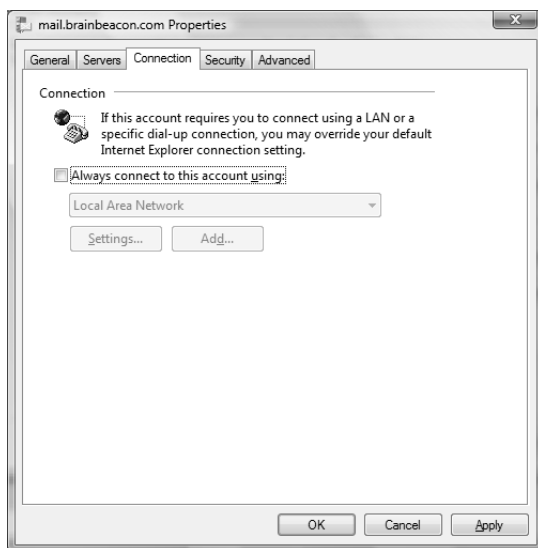 mail.brainbeacon.com Properties
X
General Servers Connection Security Advanced
Connection
If this account requires you to connect using a LAN or a
specific dial-up connection, you may override your default
Internet Explorer connection setting.
Always connect to this account using:
Local Area Network
Settings... Add...
OK Cancel Apply